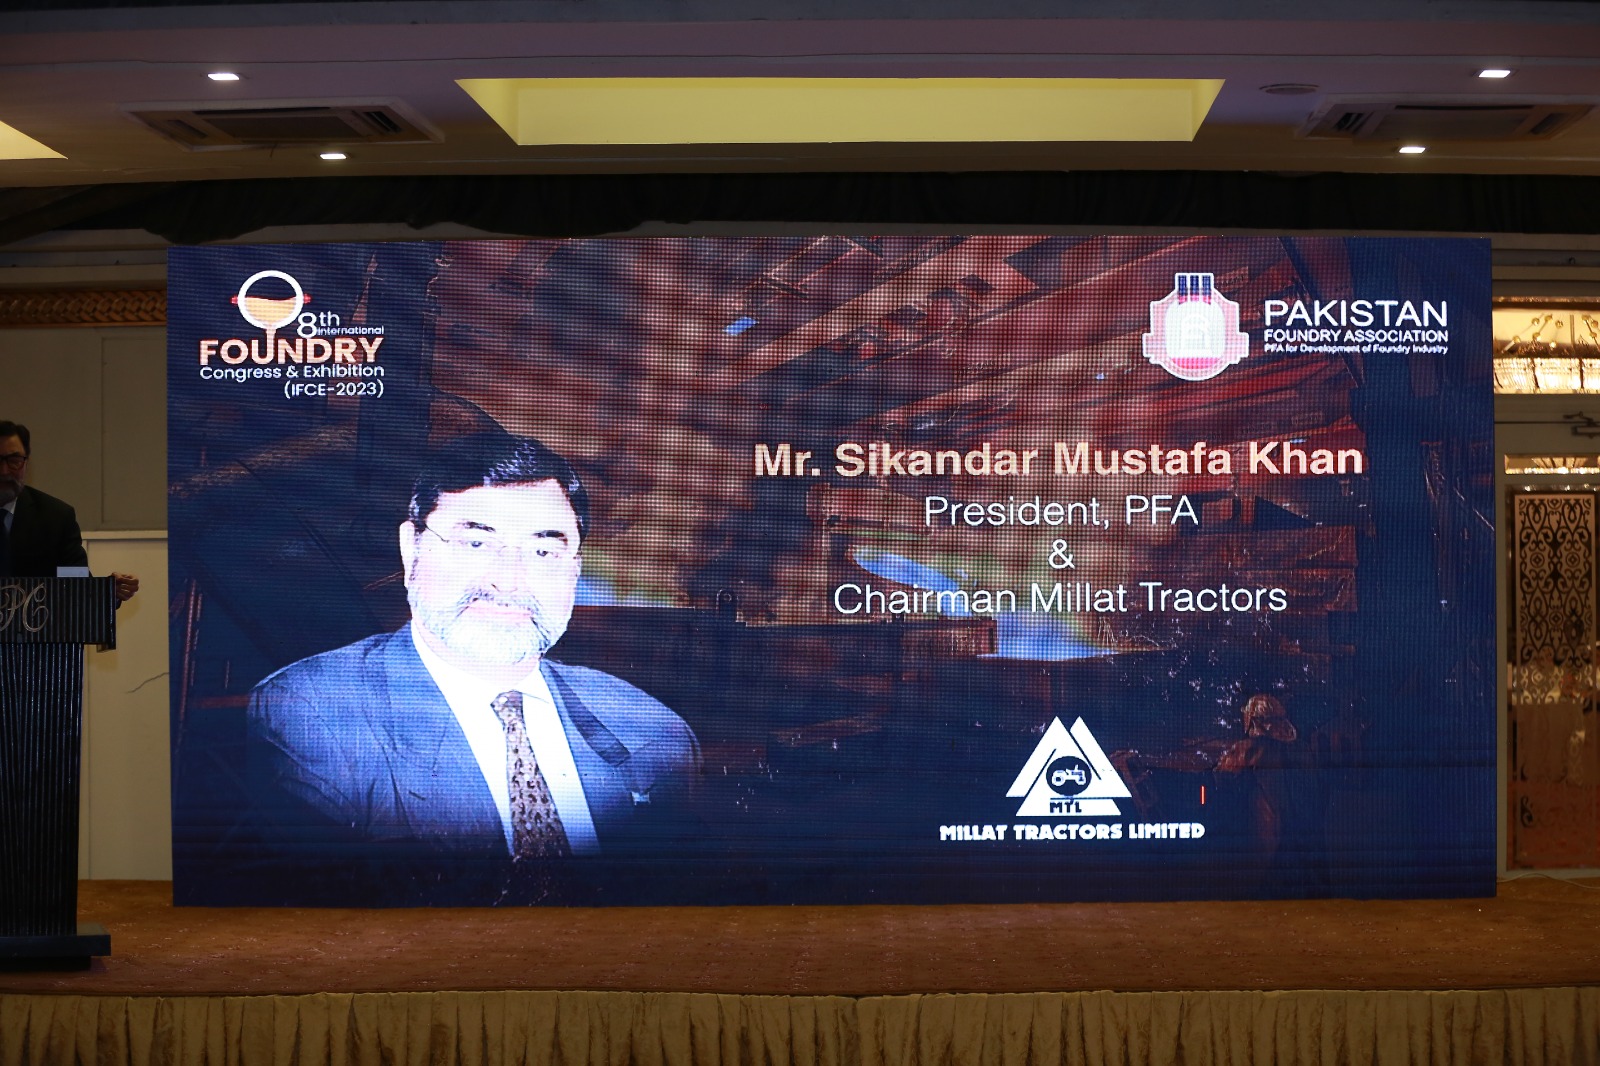 8th
International
FOUNDRY
Congress & Exhibition
(IFCE-2023)
PAKISTAN
FOUNDRY ASSOCIATION
PFA for Development of Foundry Industry
Mr. Sikandar Mustafa Khan
President, PFA
&
Chairman Millat Tractors
MTL
MILLAT TRACTORS LIMITED
PC